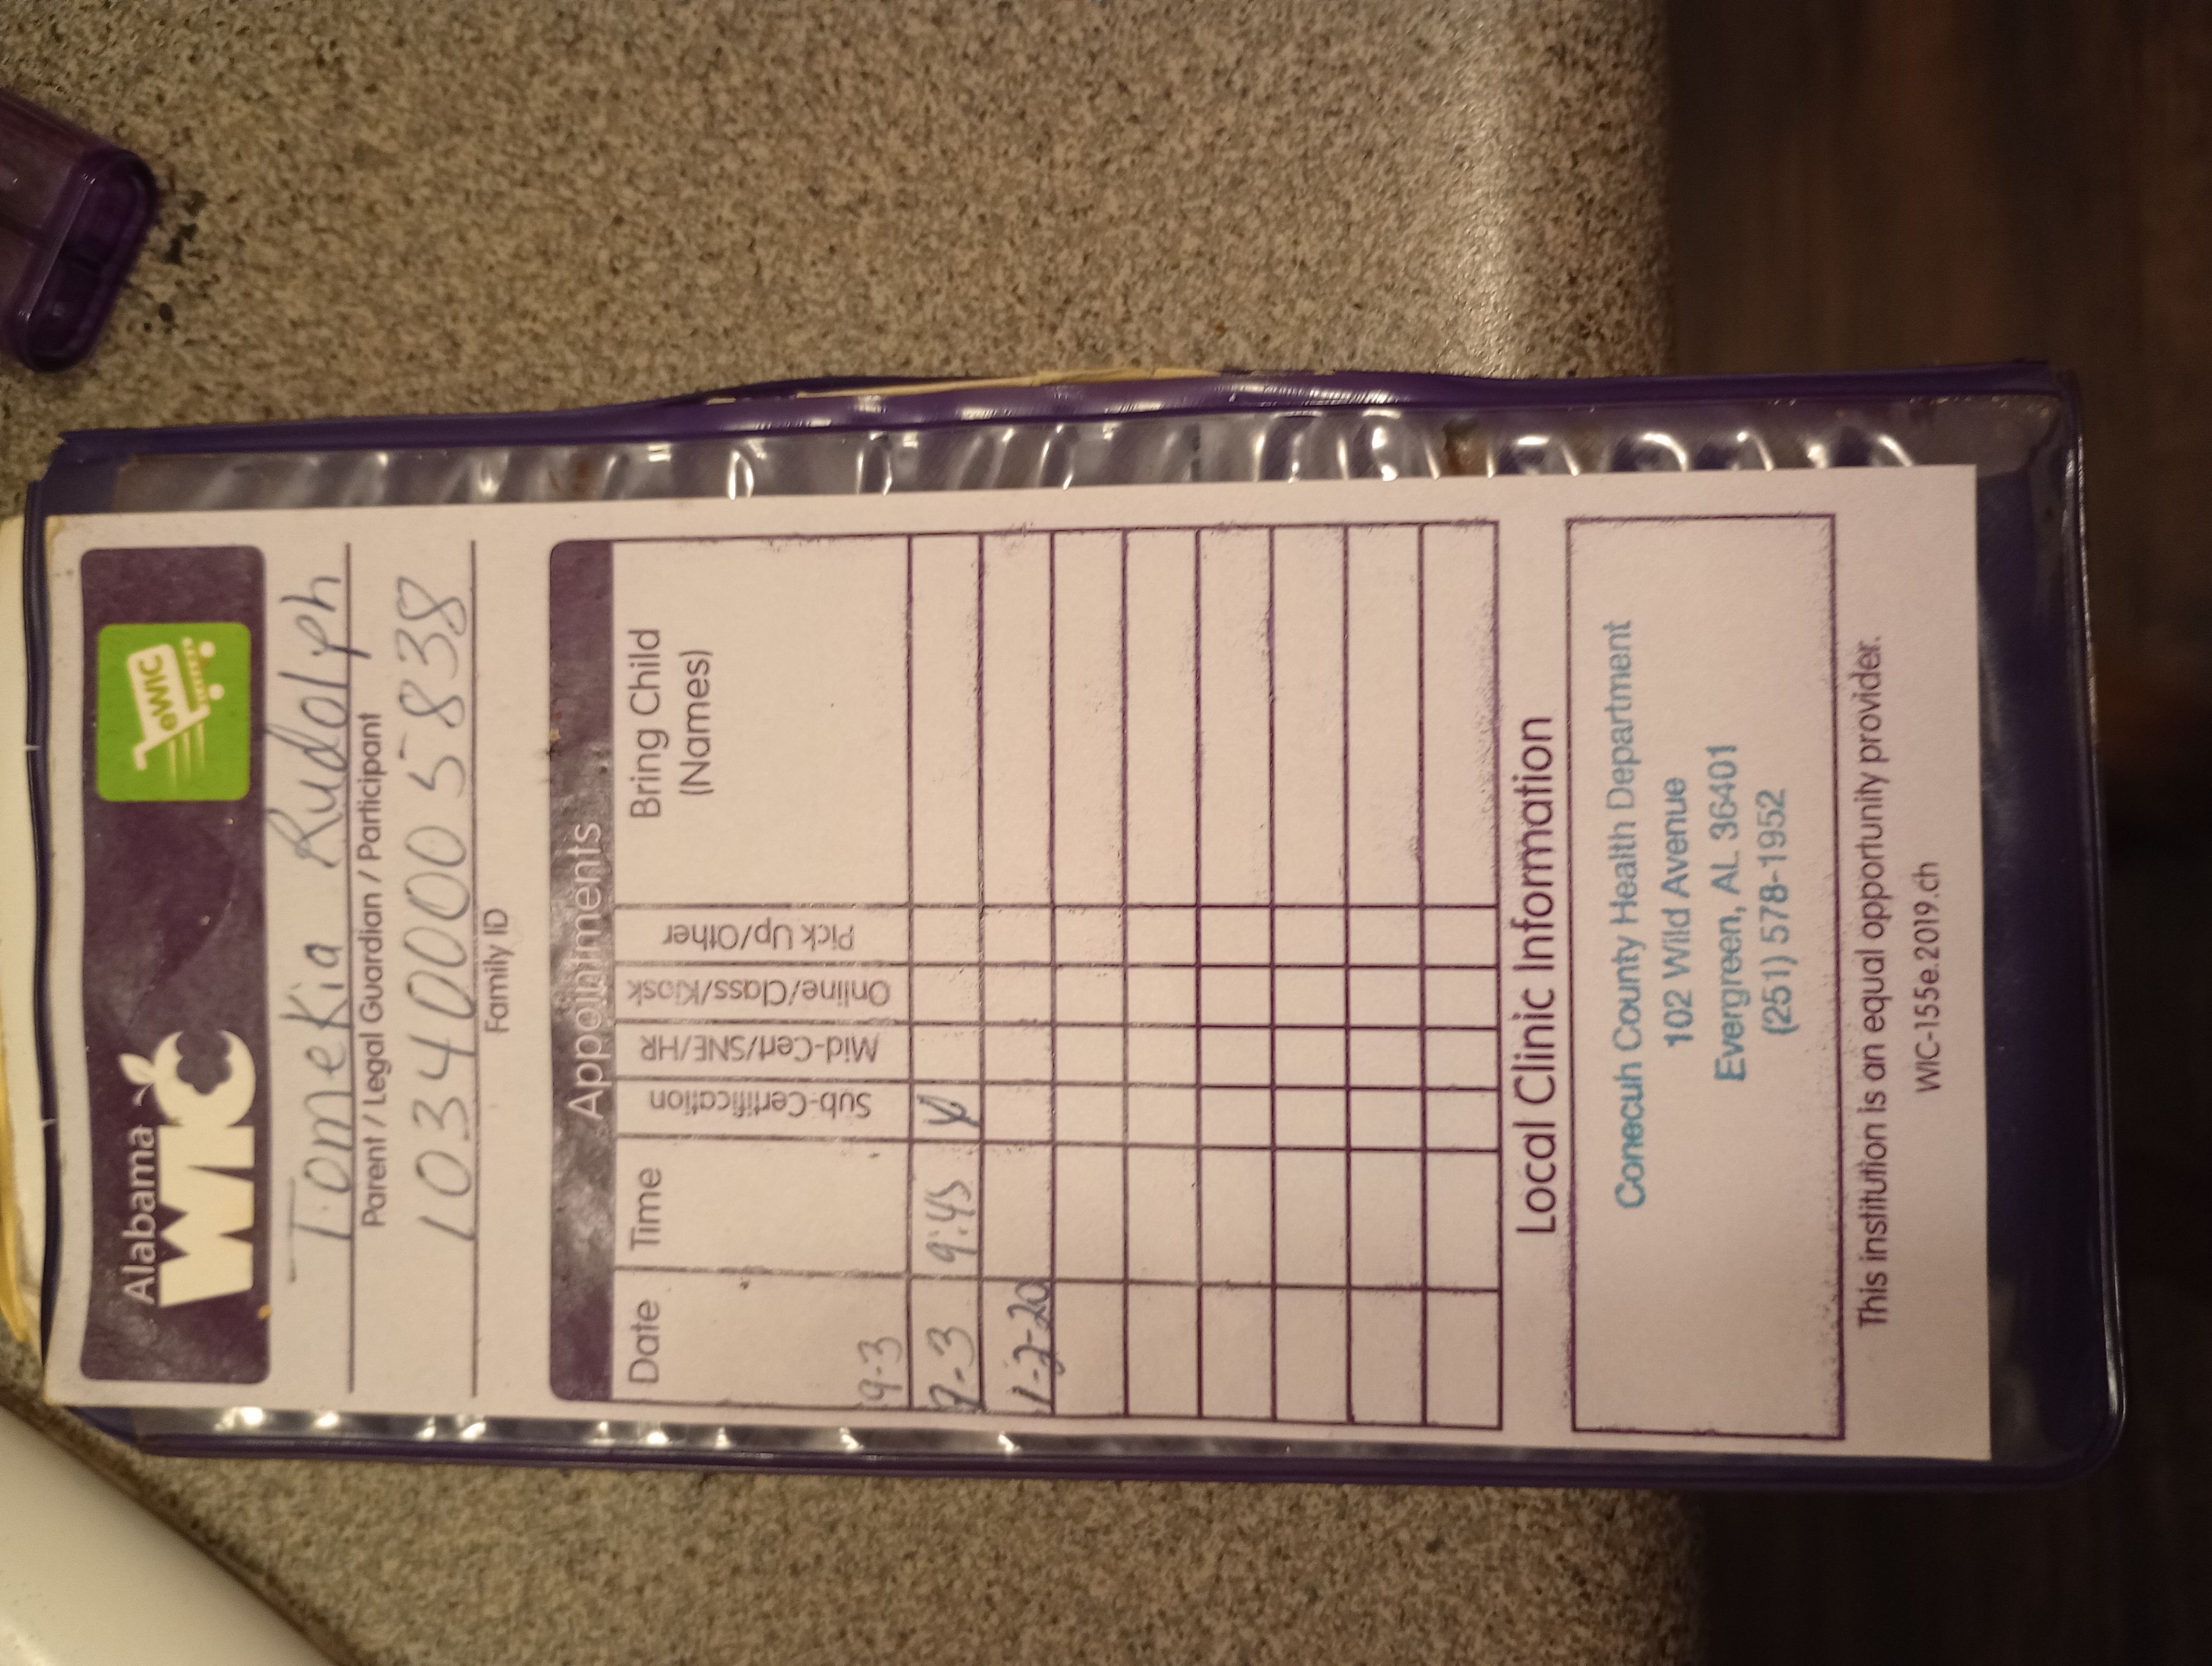 Alabama
WIC
eWIC
Tomekia Rudolph
Parent / Legal Guardian / Participant
10340005838
Family ID
Appointments
Date Time Sub-Certification Mid-Cert/SNE/HR Online/Class/Kiosk Pick Up/Other Bring Child
(Names)
9-3
9:45
1-2-20
Local Clinic Information
Conecuh County Health Department
102 Wild Avenue
Evergreen, AL 36401
(251) 578-1952
This institution is an equal opportunity provider.
WIC-155e.2019.ch